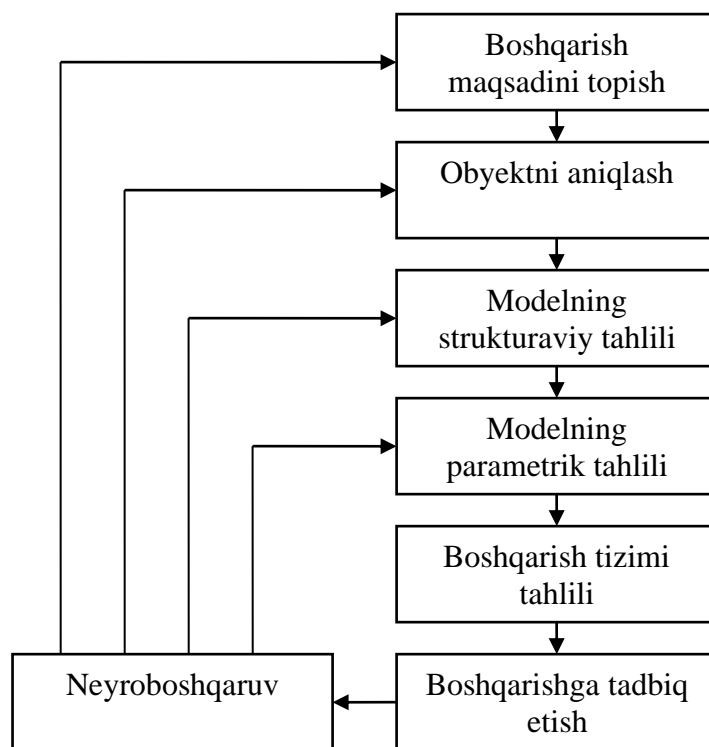 Boshqarish
maqsadini topish
Obyektni aniqlash
Modelning
strukturaviy tahlili
Modelning
parametrik tahlili
Boshqarish tizimi
tahlili
Neyroboshqaruv
Boshqarishga tadbiq
etish